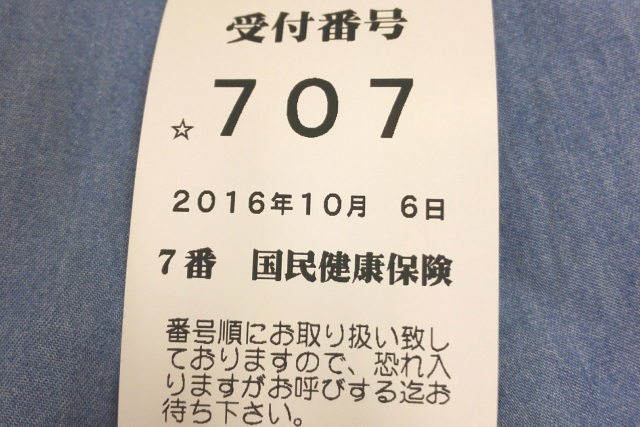 受付番号
☆７０７
２０１６年１０月　６日
７番　国民健康保険
番号順にお取り扱い致し
ておりますので、恐れ入
りますがお呼びする迄お
待ち下さい。